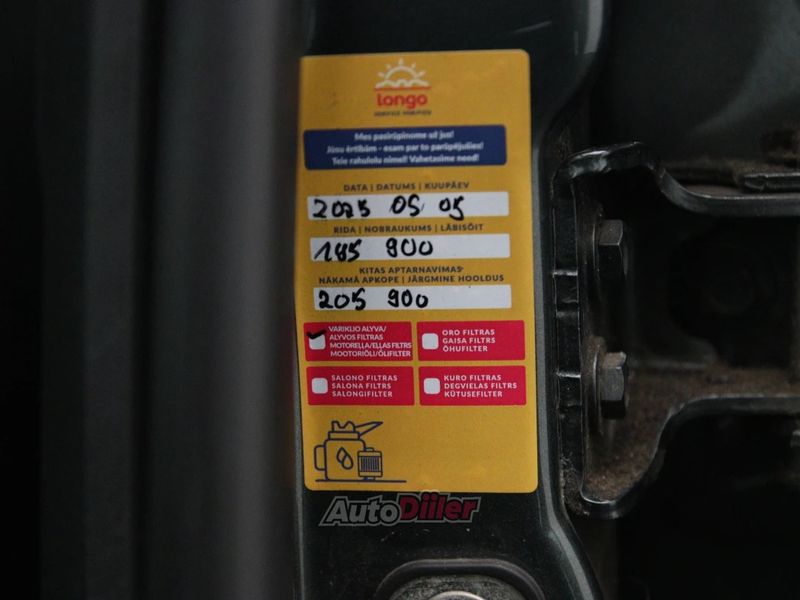 longo
Mes pasirūpinome už jus!
Jūsu ērtībām - esam par to parūpējušies!
Teie rahulolu nimel! Vahetasime need!
DATA | DATUMS | KUUPÄEV
2025 05 05
RIDA | NOBRAUKUMS | LÄBISÕIT
185 900
KITAS APTARNAVIMAS
NĀKAMĀ APKOPE | JÄRGMINE HOOLDUS
205 900
VARIKLIO ALYVA/
ALYVOS FILTRAS
MOTOREĻĻA/EĻĻAS FILTRS
MOOTORIÕLI/ÕLIFILTER
ORO FILTRAS
GAISA FILTRS
ÕHUFILTER
SALONO FILTRAS
SALONA FILTRS
SALONGIFILTER
KURO FILTRAS
DEGVIELAS FILTRS
KÜTUSEFILTER
AutoDiiler